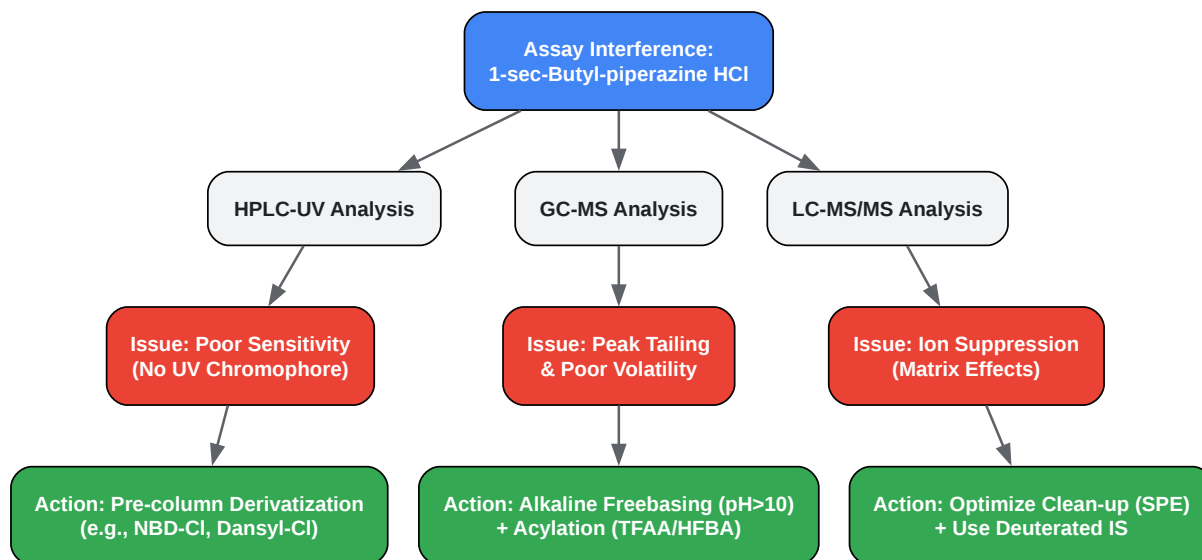 Assay Interference:
1-sec-Butyl-piperazine HCl
HPLC-UV Analysis
GC-MS Analysis
LC-MS/MS Analysis
Issue: Poor Sensitivity
(No UV Chromophore)
Issue: Peak Tailing
& Poor Volatility
Issue: Ion Suppression
(Matrix Effects)
Action: Pre-column Derivatization
(e.g., NBD-Cl, Dansyl-Cl)
Action: Alkaline Freebasing (pH>10)
+ Acylation (TFAA/HFBA)
Action: Optimize Clean-up (SPE)
+ Use Deuterated IS